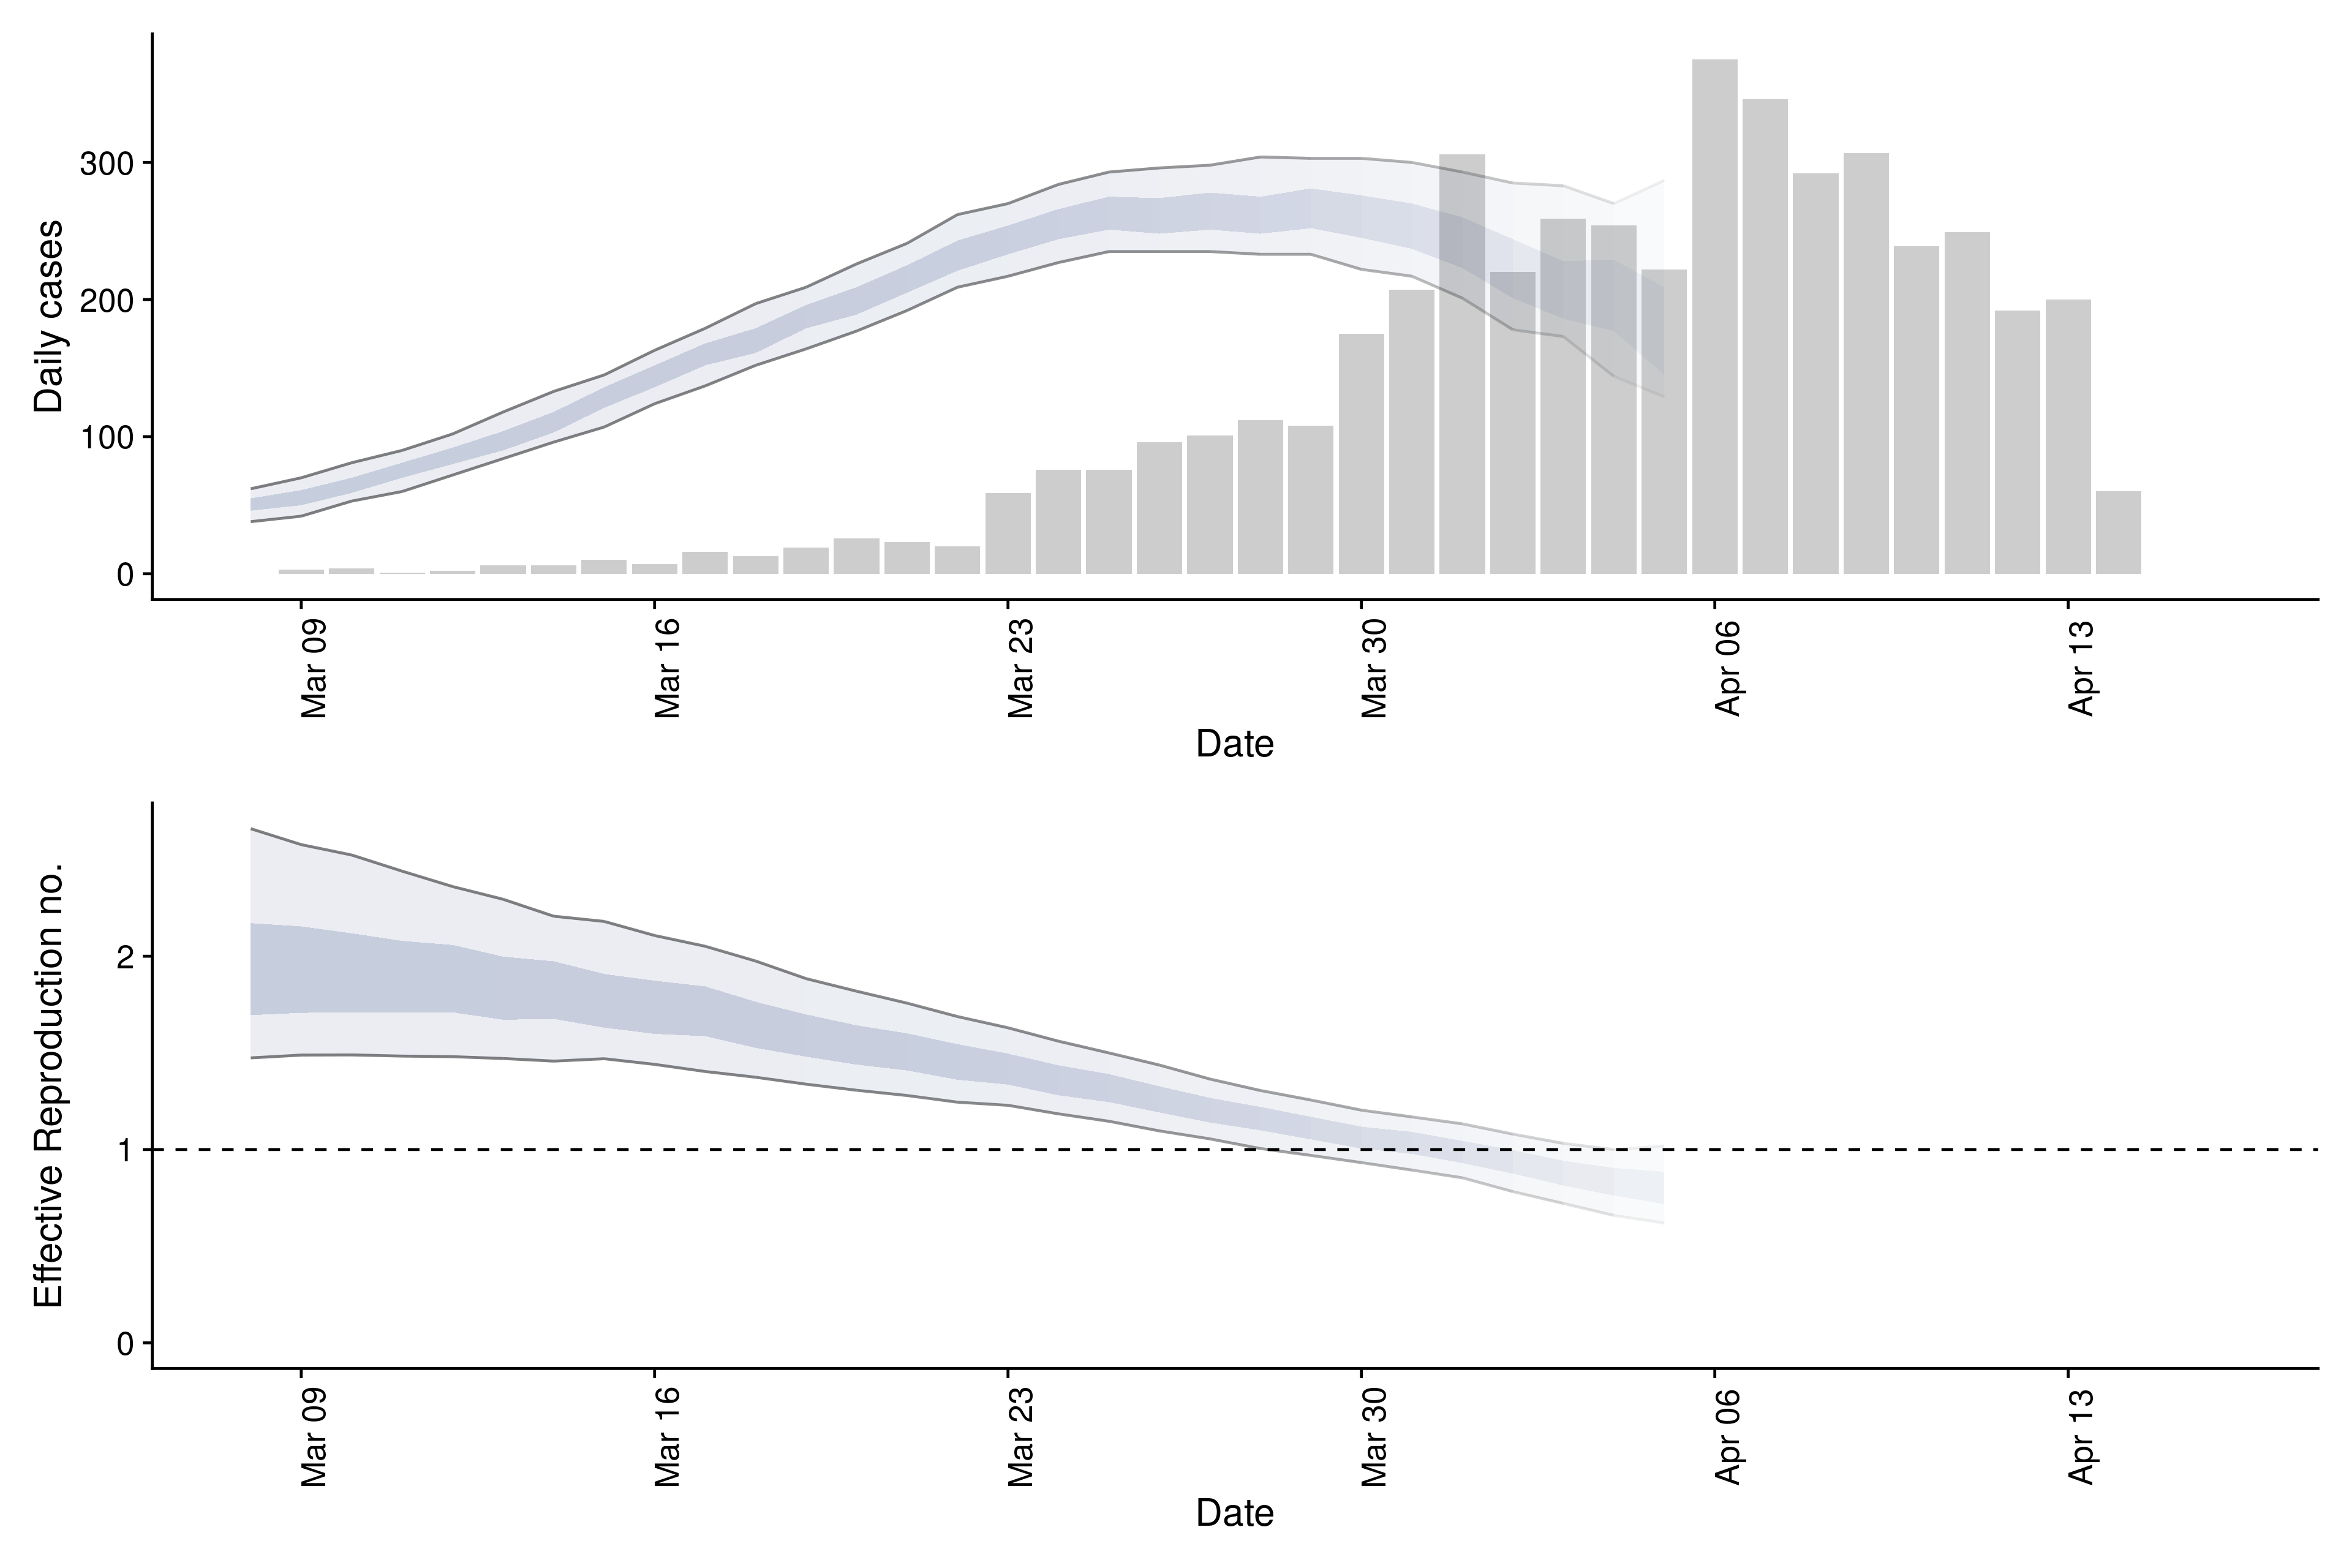 Daily cases
300
200
100
0
Mar 09
Mar 16
Mar 23
Mar 30
Apr 06
Apr 13
Date
Effective Reproduction no.
2
1
0
Mar 09
Mar 16
Mar 23
Mar 30
Apr 06
Apr 13
Date